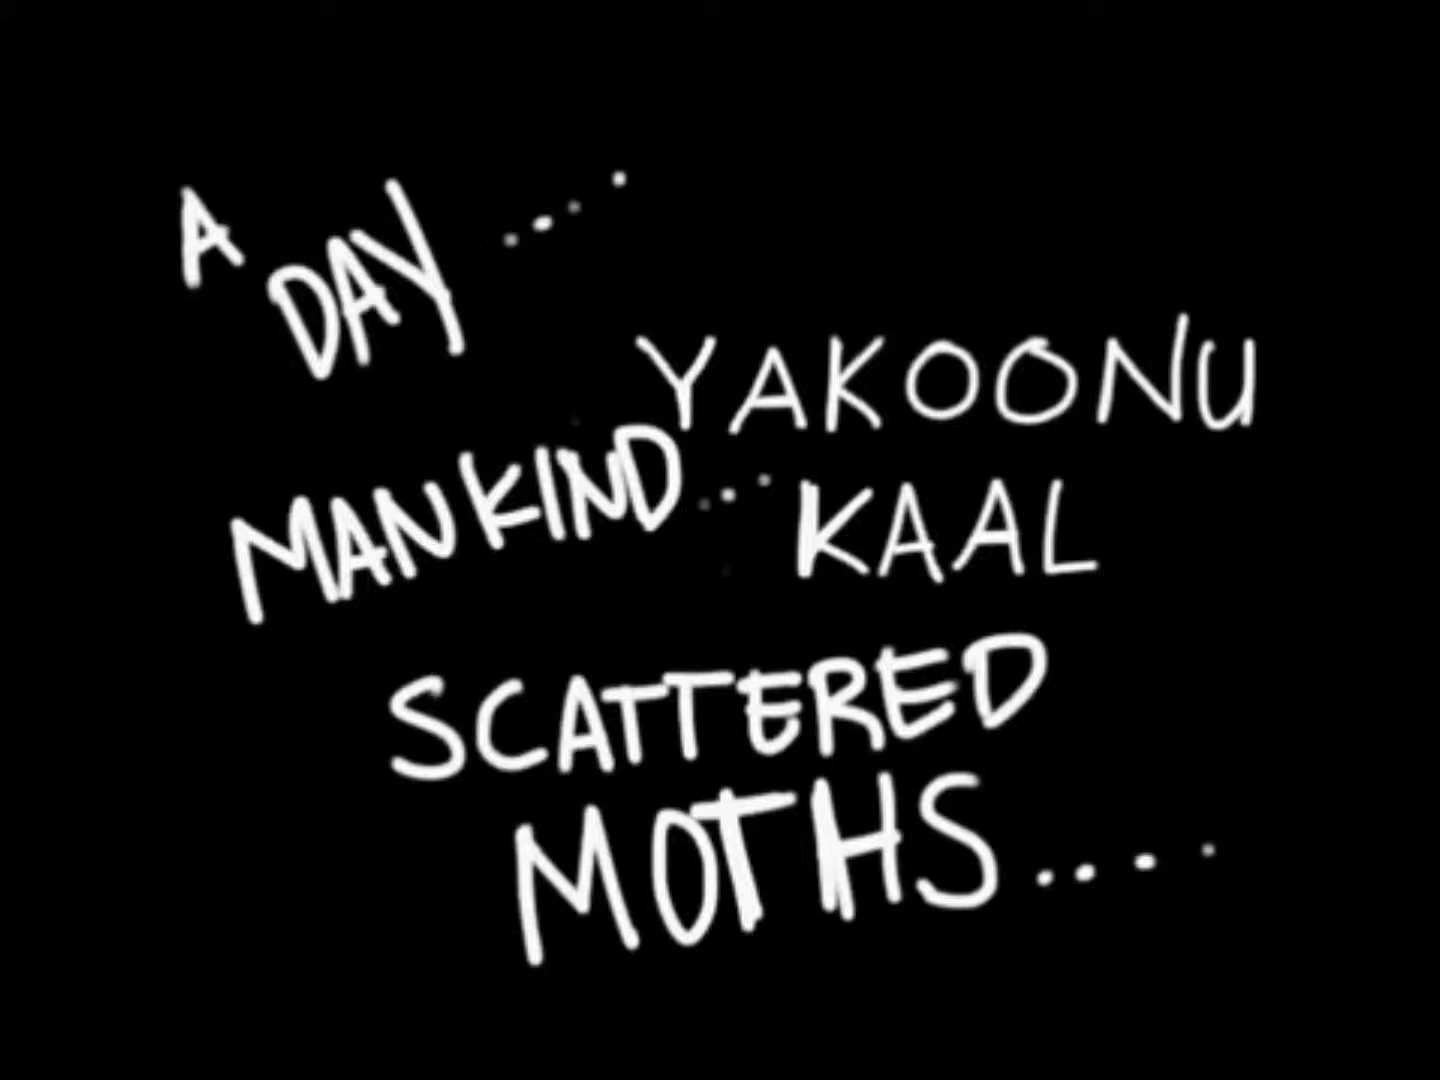 A
DAY ....
YAKOONU
MANKIND...
KAAL
SCATTERED
MOTHS....